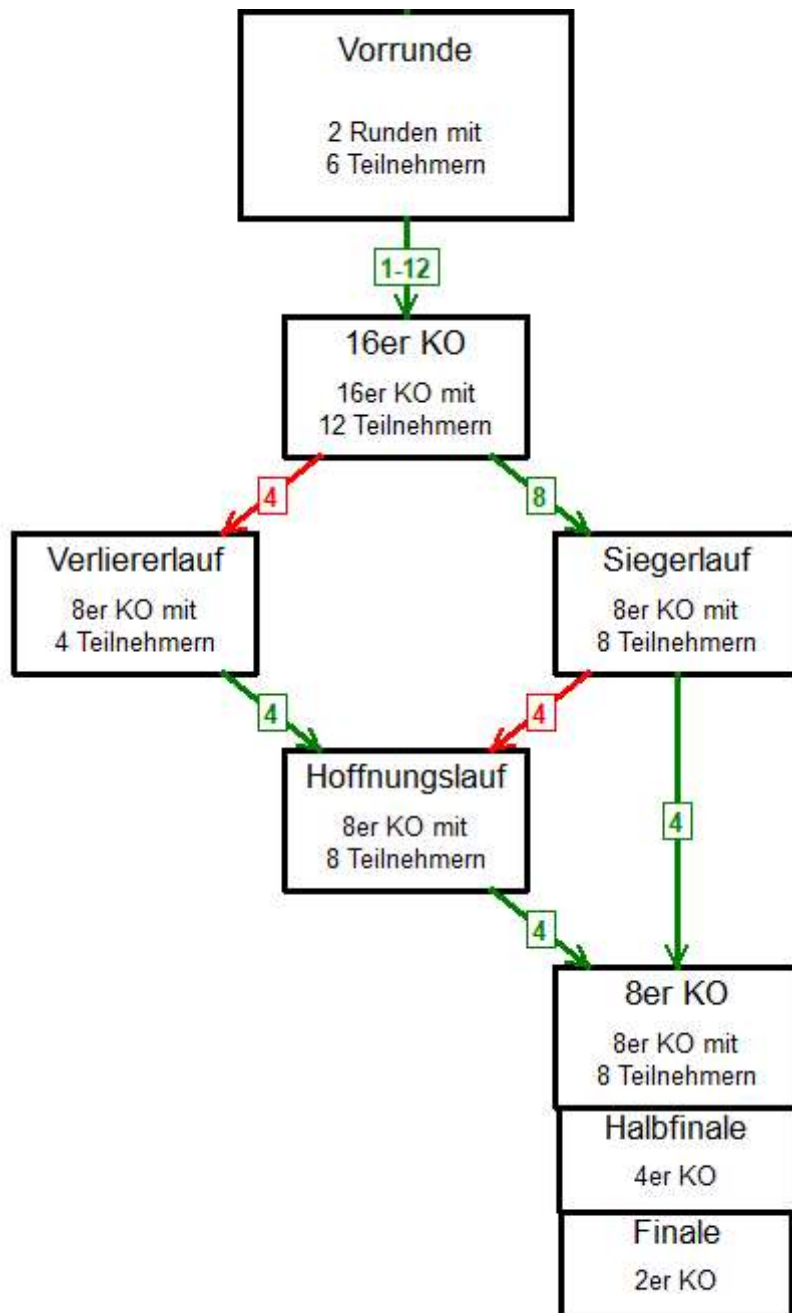 Vorrunde
2 Runden mit
6 Teilnehmern
1-12
16er KO
16er KO mit
12 Teilnehmern
4
8
Verliererlauf
8er KO mit
4 Teilnehmern
Siegerlauf
8er KO mit
8 Teilnehmern
4
4
Hoffnungslauf
8er KO mit
8 Teilnehmern
4
4
8er KO
8er KO mit
8 Teilnehmern
Halbfinale
4er KO
Finale
2er KO